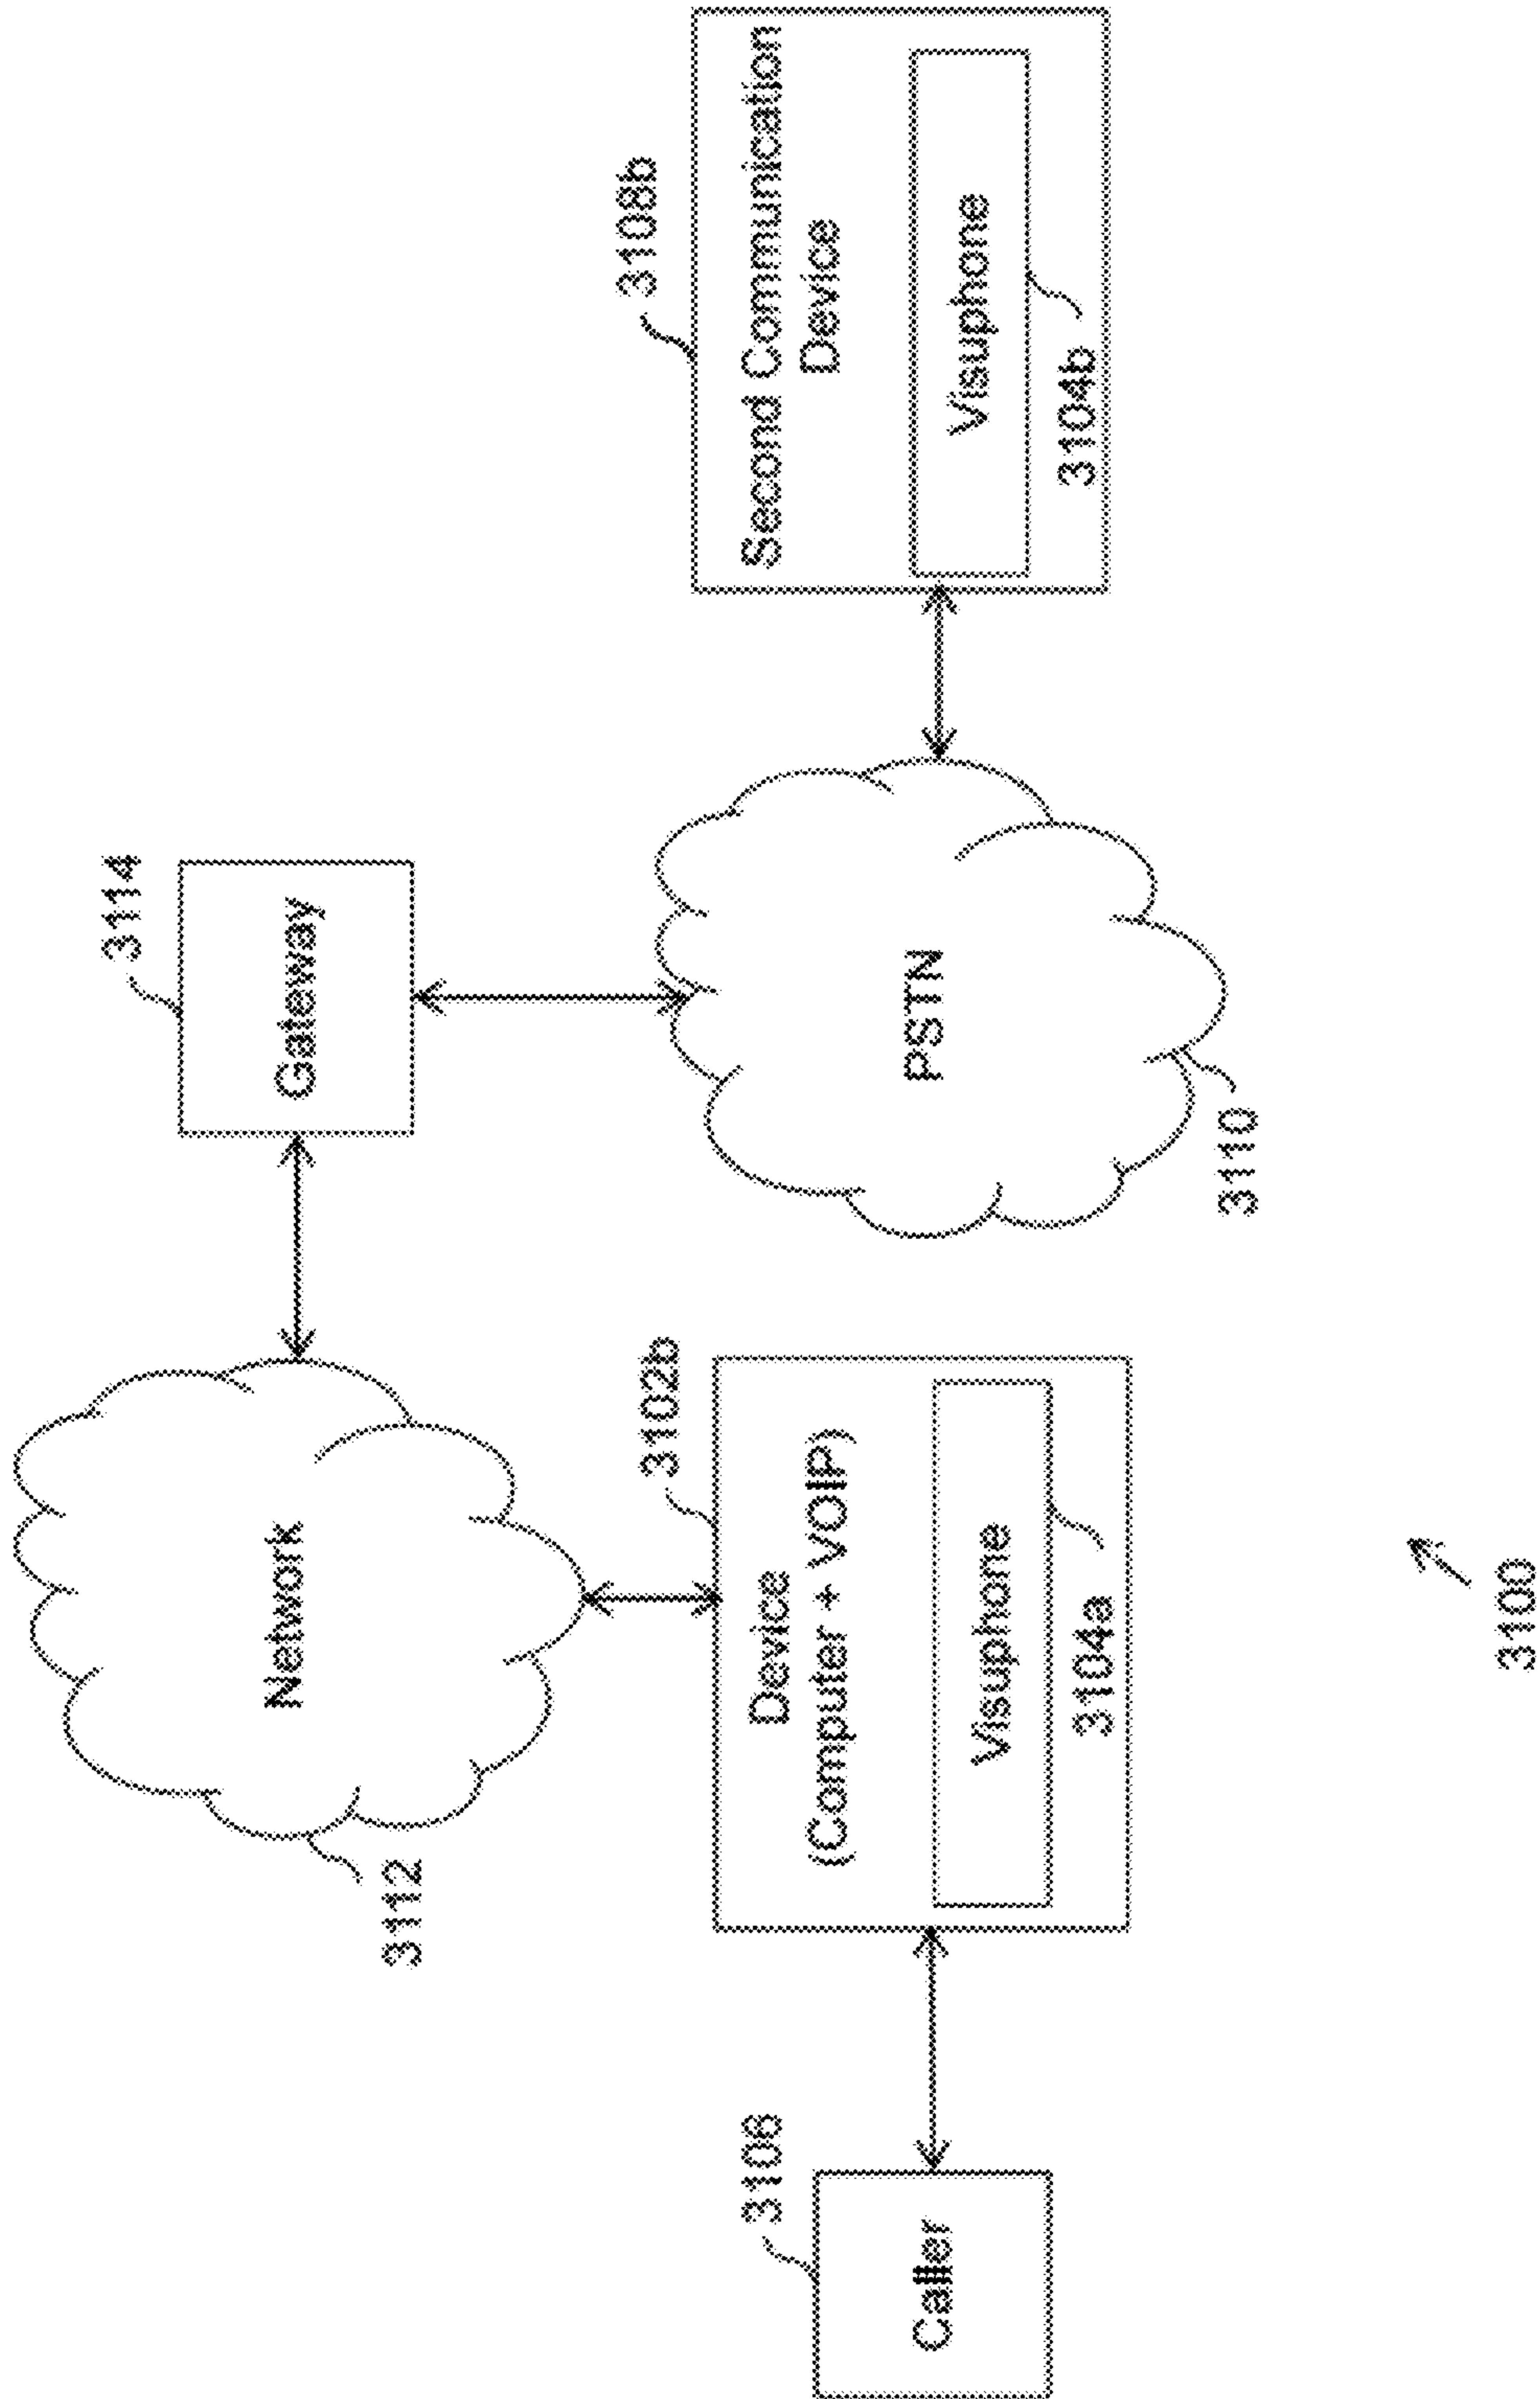 3114
Network
Gateway
3112
3106
Caller
3102b
Device
(Computer + VOIP)
Visuphone
3104a
PSTN
3110
3108b
Second Communication
Device
Visuphone
3104b
3100